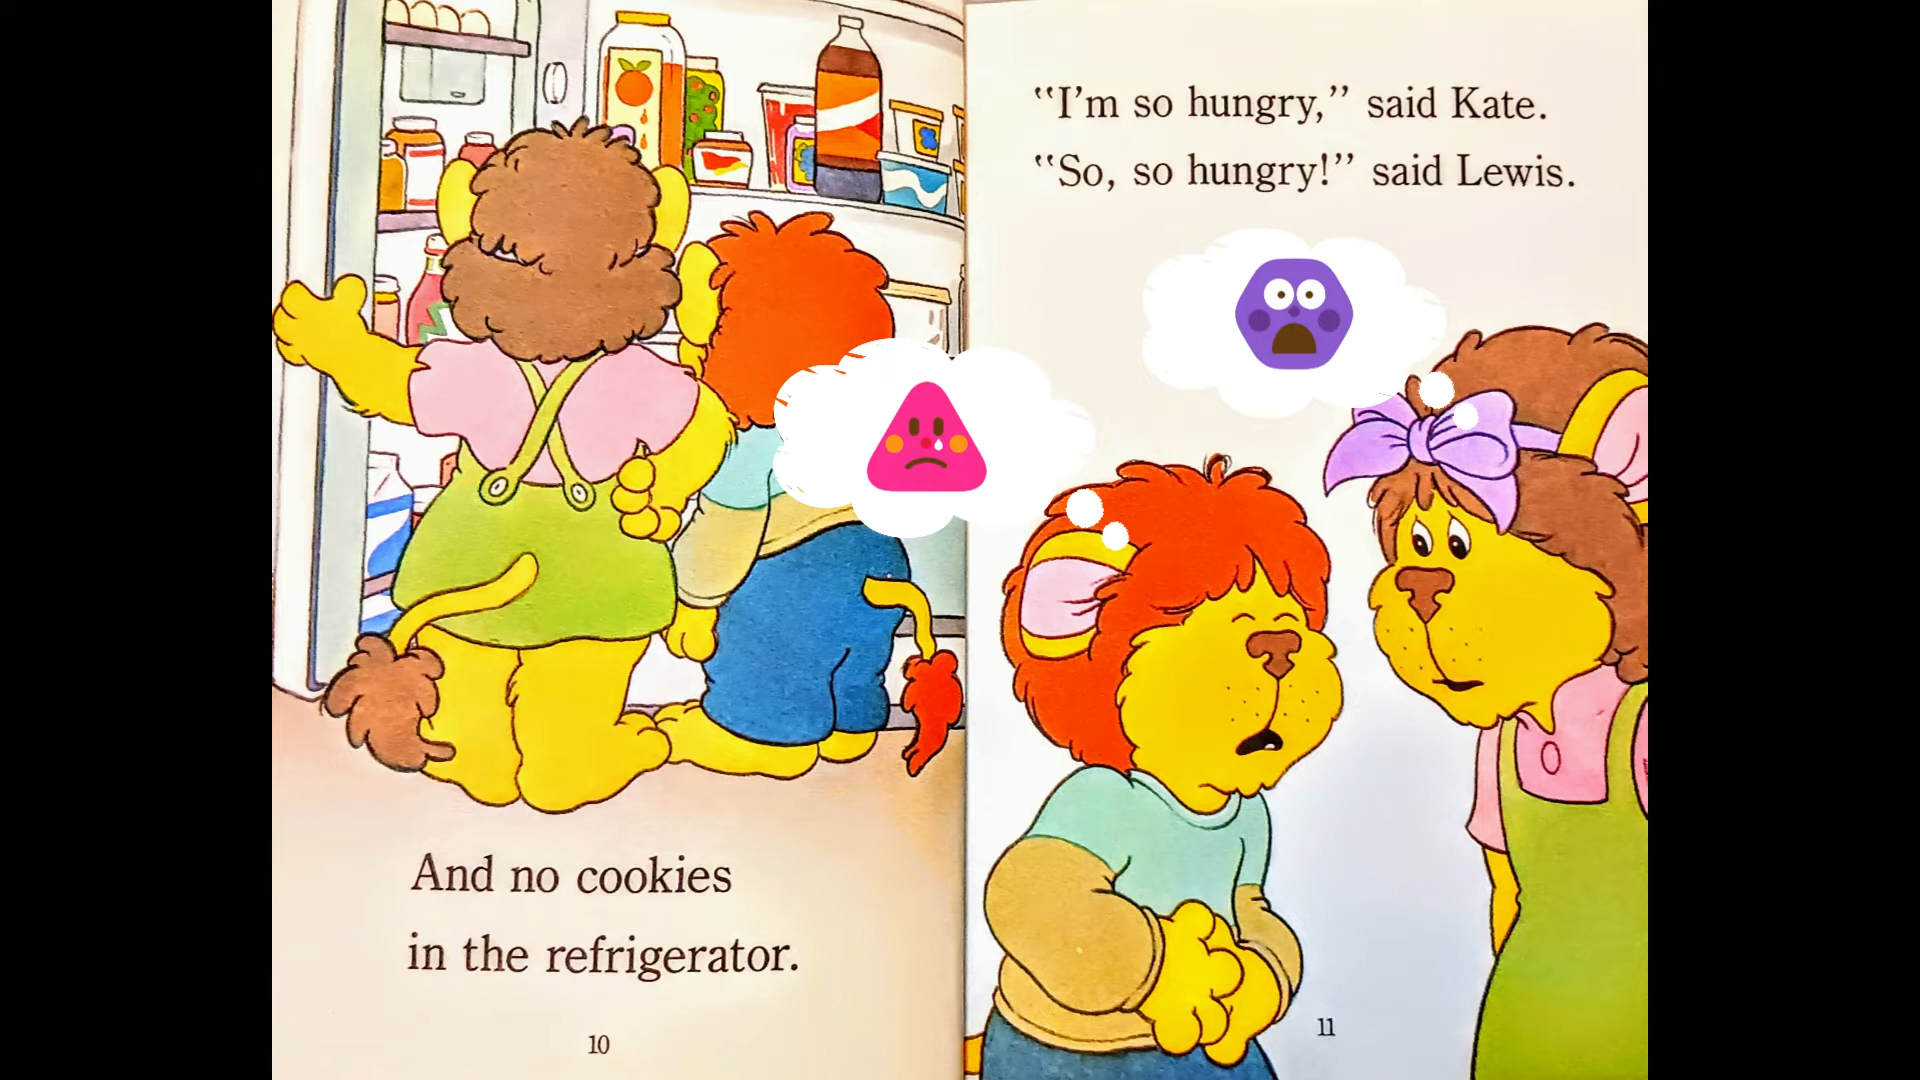 And no cookies
in the refrigerator.
10
“I’m so hungry,” said Kate.
“So, so hungry!” said Lewis.
11